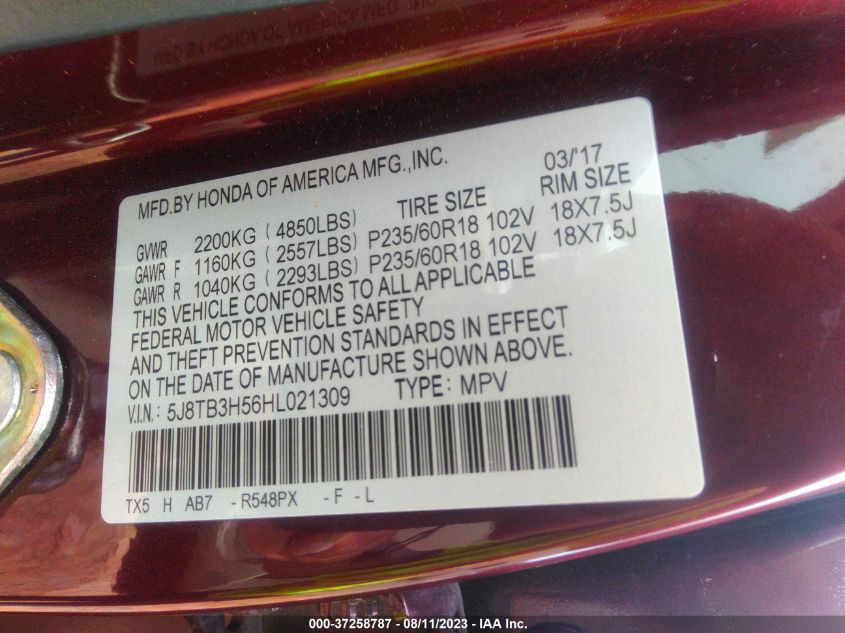 MFD.BY HONDA OF AMERICA MFG.,INC. 03/'17
TIRE SIZE RIM SIZE
GVWR 2200KG ( 4850LBS)
GAWR F 1160KG ( 2557LBS) P235/60R18 102V 18X7.5J
GAWR R 1040KG ( 2293LBS) P235/60R18 102V 18X7.5J
THIS VEHICLE CONFORMS TO ALL APPLICABLE
FEDERAL MOTOR VEHICLE SAFETY
AND THEFT PREVENTION STANDARDS IN EFFECT
ON THE DATE OF MANUFACTURE SHOWN ABOVE.
V.I.N.: 5J8TB3H56HL021309 TYPE: MPV
TX5 H AB7 -R548PX -F -L
000-37258787 - 08/11/2023 - IAA Inc.